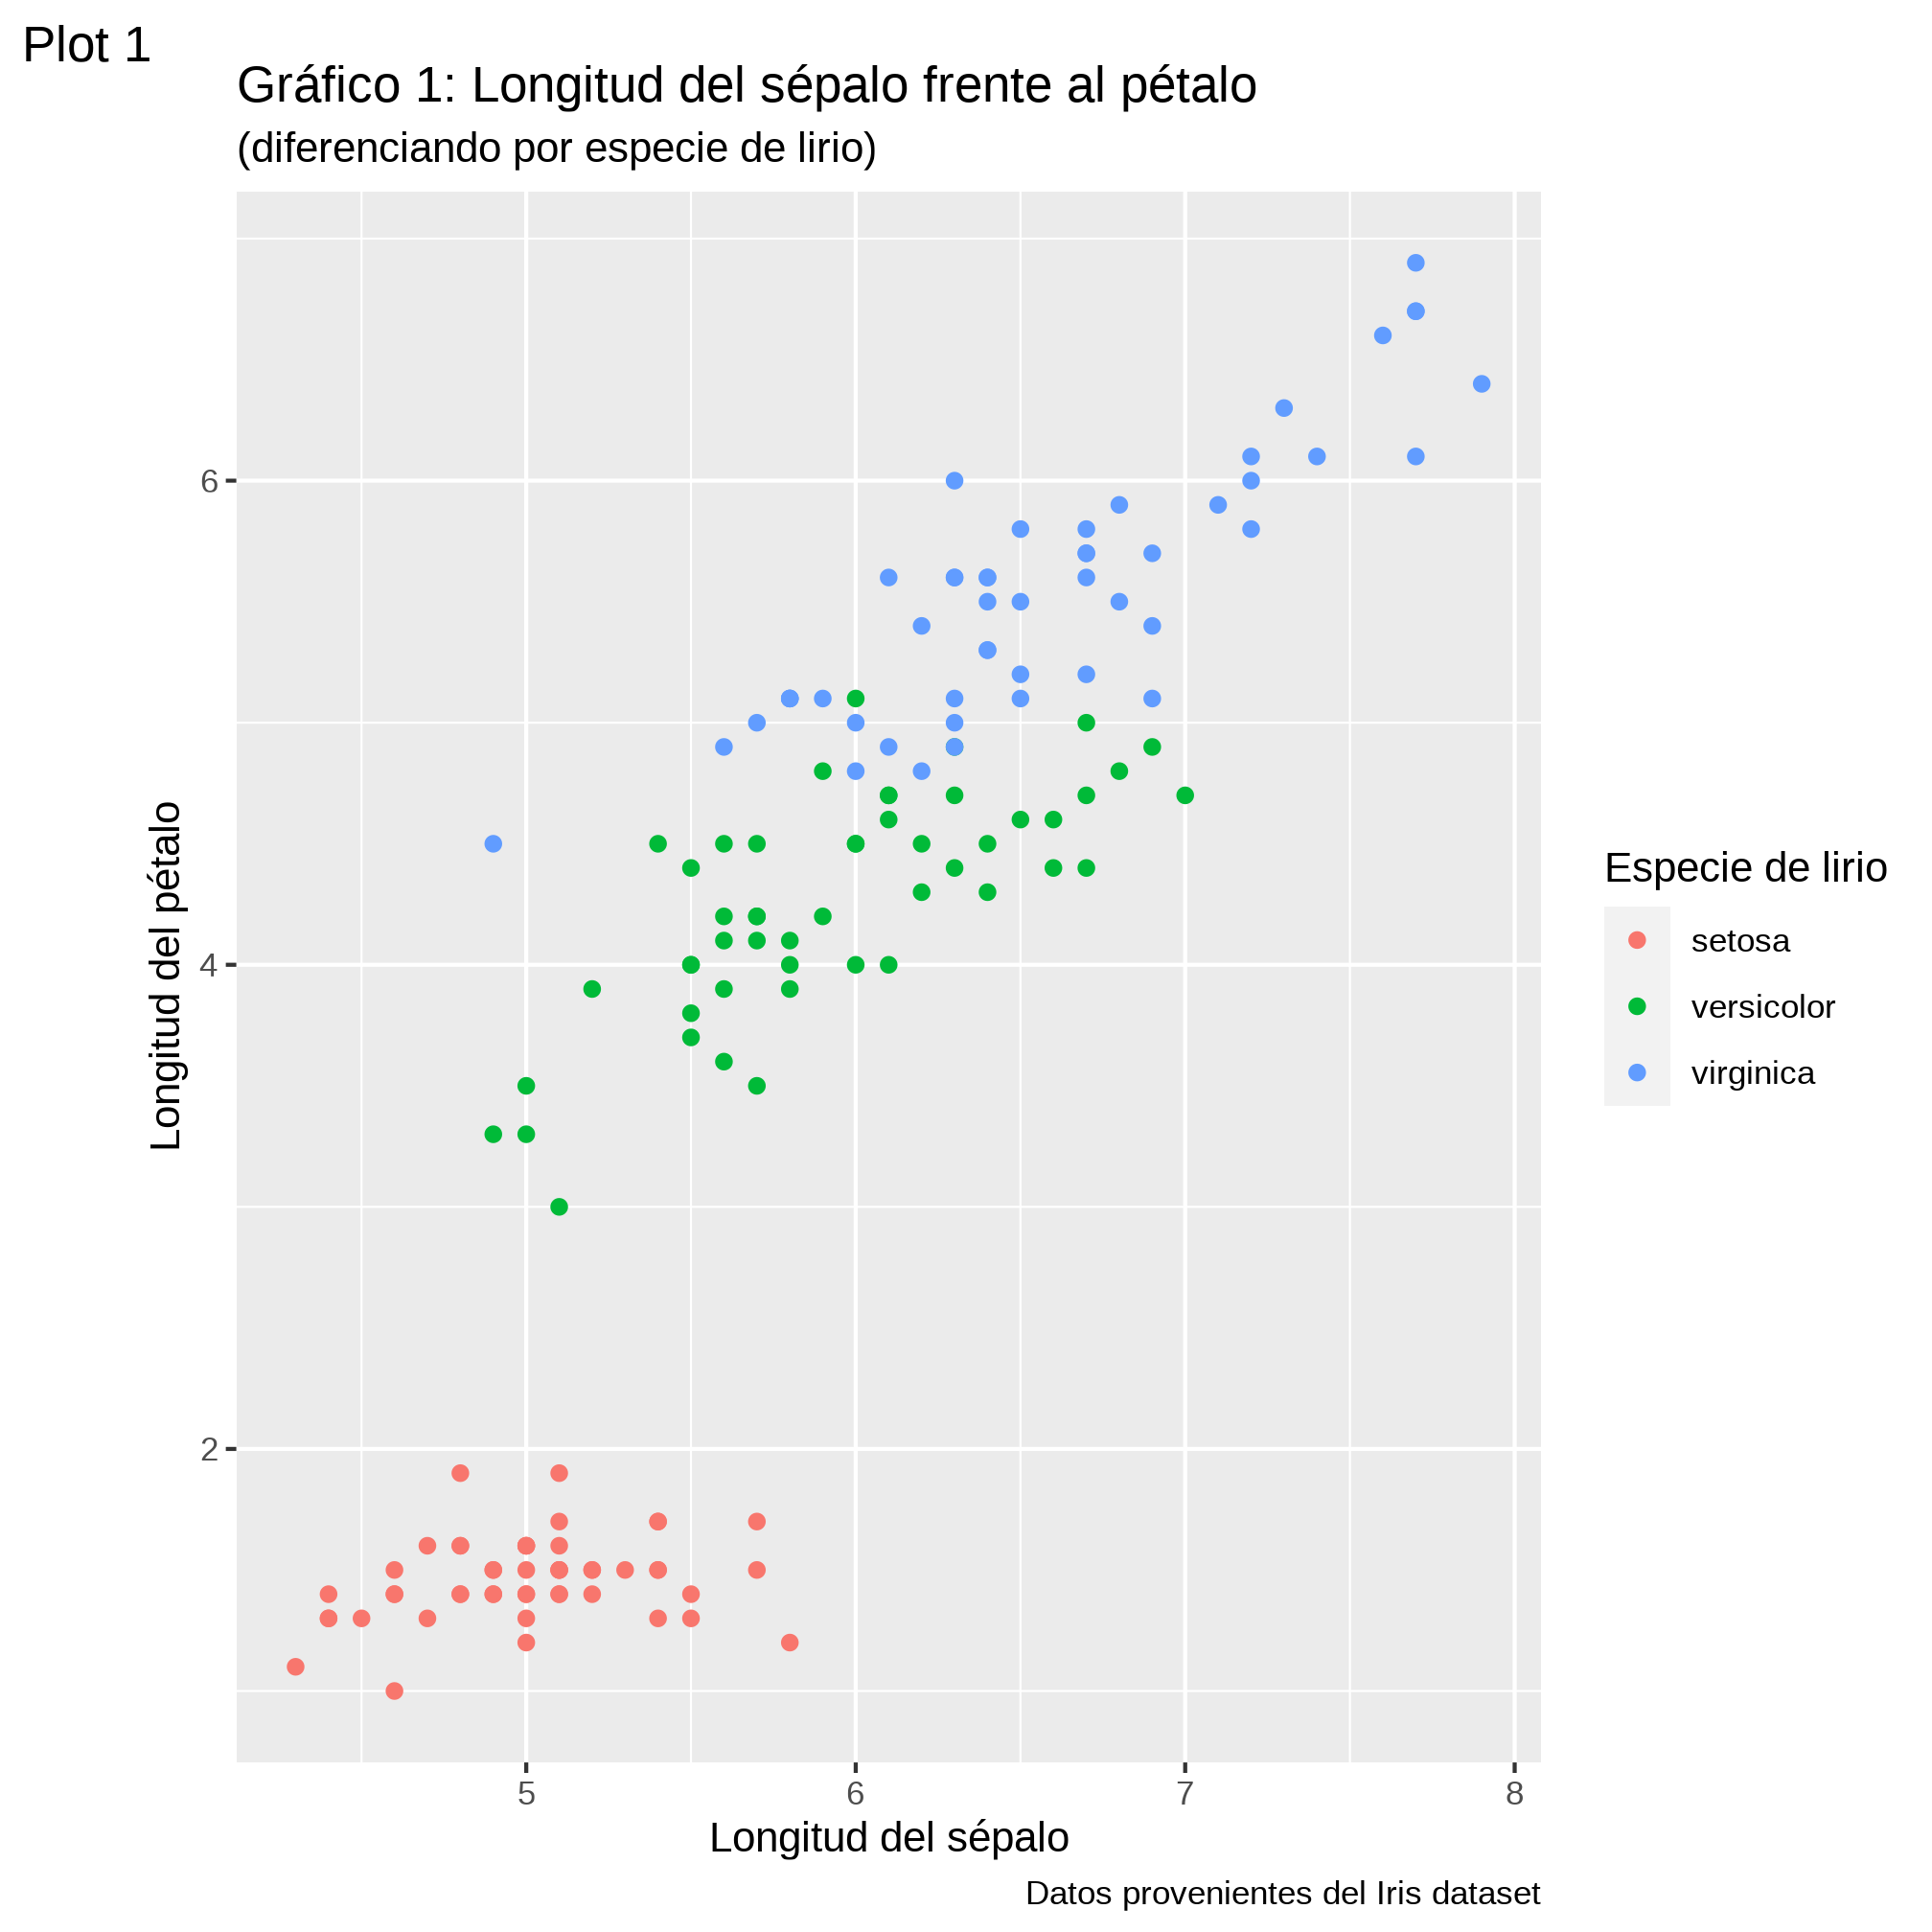 Plot 1
Gráfico 1: Longitud del sépalo frente al pétalo
(diferenciando por especie de lirio)
6
4
2
Longitud del pétalo
5
6
7
8
Longitud del sépalo
Especie de lirio
setosa
versicolor
virginica
Datos provenientes del Iris dataset